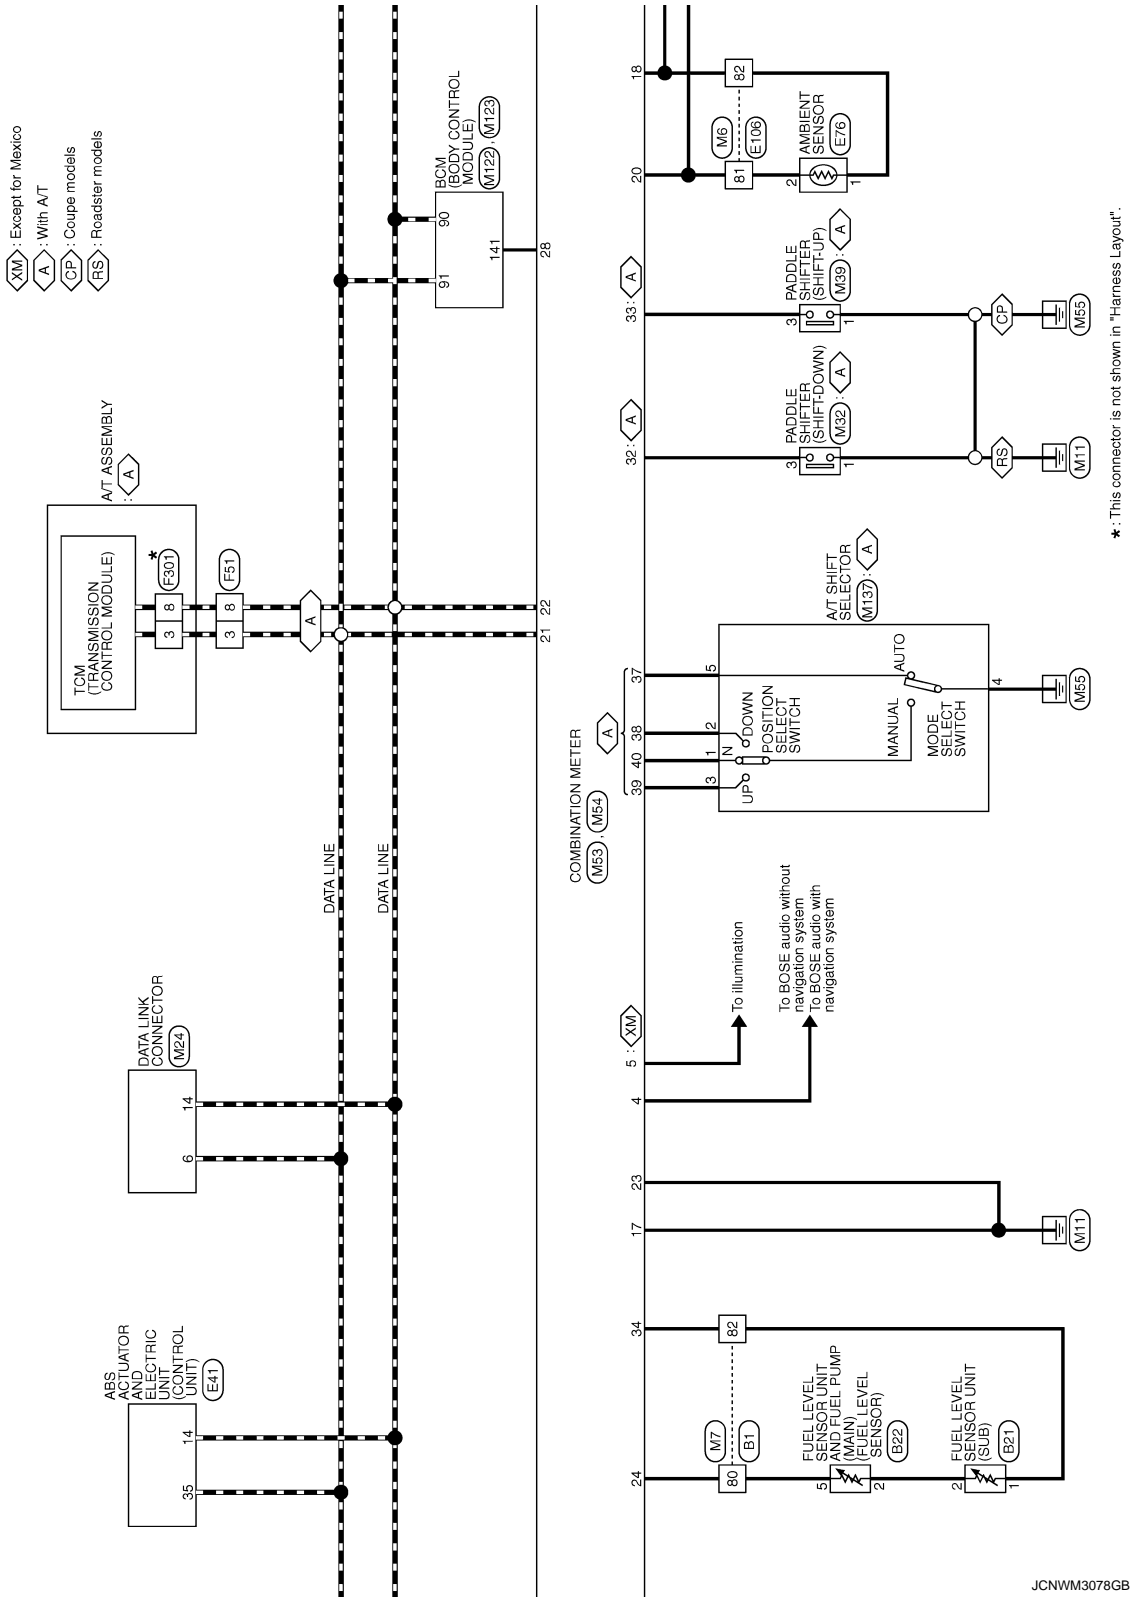 XM : Except for Mexico
A : With A/T
CP : Coupe models
RS : Roadster models
ABS
ACTUATOR
AND
ELECTRIC
UNIT
(CONTROL
UNIT)
E41
35
14
DATA LINK
CONNECTOR
M24
6
14
A/T ASSEMBLY
: A
TCM
(TRANSMISSION
CONTROL MODULE)
*
F301
3
8
F51
3
8
A
DATA LINE
DATA LINE
21
22
BCM
(BODY CONTROL
MODULE)
M122 , M123
91
90
141
28
COMBINATION METER
M53 , M54
24
34
17
23
4
5 : XM
A
39
40
38
37
32 : A
33 : A
20
18
M7
B1
80
82
FUEL LEVEL
SENSOR UNIT
AND FUEL PUMP
(MAIN)
(FUEL LEVEL
SENSOR)
B22
5
2
FUEL LEVEL
SENSOR UNIT
(SUB)
B21
2
1
M11
To illumination
To BOSE audio without
navigation system
To BOSE audio with
navigation system
A/T SHIFT
SELECTOR
M137 : A
3
1
2
5
UP
N
DOWN
POSITION
SELECT
SWITCH
MANUAL
AUTO
MODE
SELECT
SWITCH
4
M55
PADDLE
SHIFTER
(SHIFT-DOWN)
M32 : A
3
1
RS
M11
PADDLE
SHIFTER
(SHIFT-UP)
M39 : A
3
1
CP
M55
M6
E106
81
82
AMBIENT
SENSOR
E76
2
1
* : This connector is not shown in "Harness Layout".
JCNWM3078GB